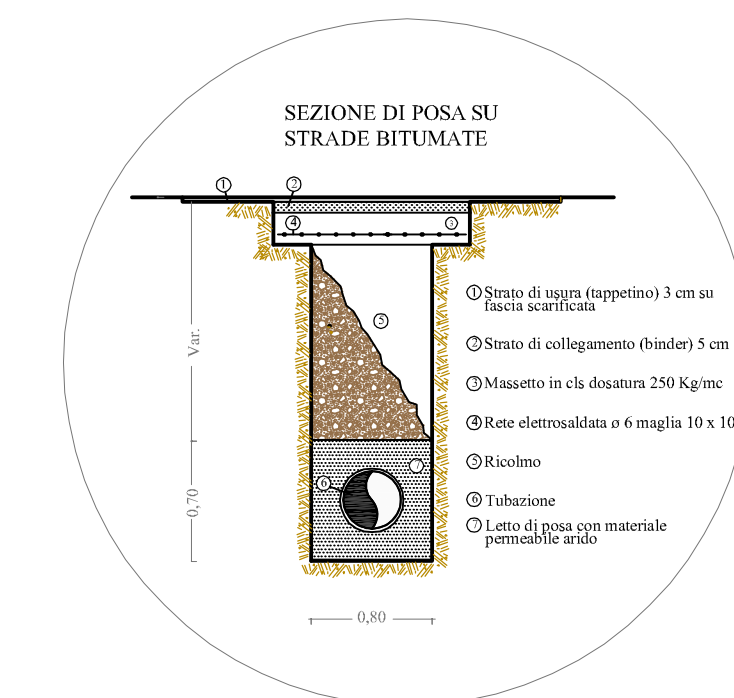 SEZIONE DI POSA SU
STRADE BITUMATE
1
2
4
3
5
6
7
Var.
0,70
0,80
1 Strato di usura (tappetino) 3 cm su
fascia scarificata
2 Strato di collegamento (binder) 5 cm
3 Massetto in cls dosatura 250 Kg/mc
4 Rete elettrosaldata ø 6 maglia 10 x 10
5 Ricolmo
6 Tubazione
7 Letto di posa con materiale
permeabile arido